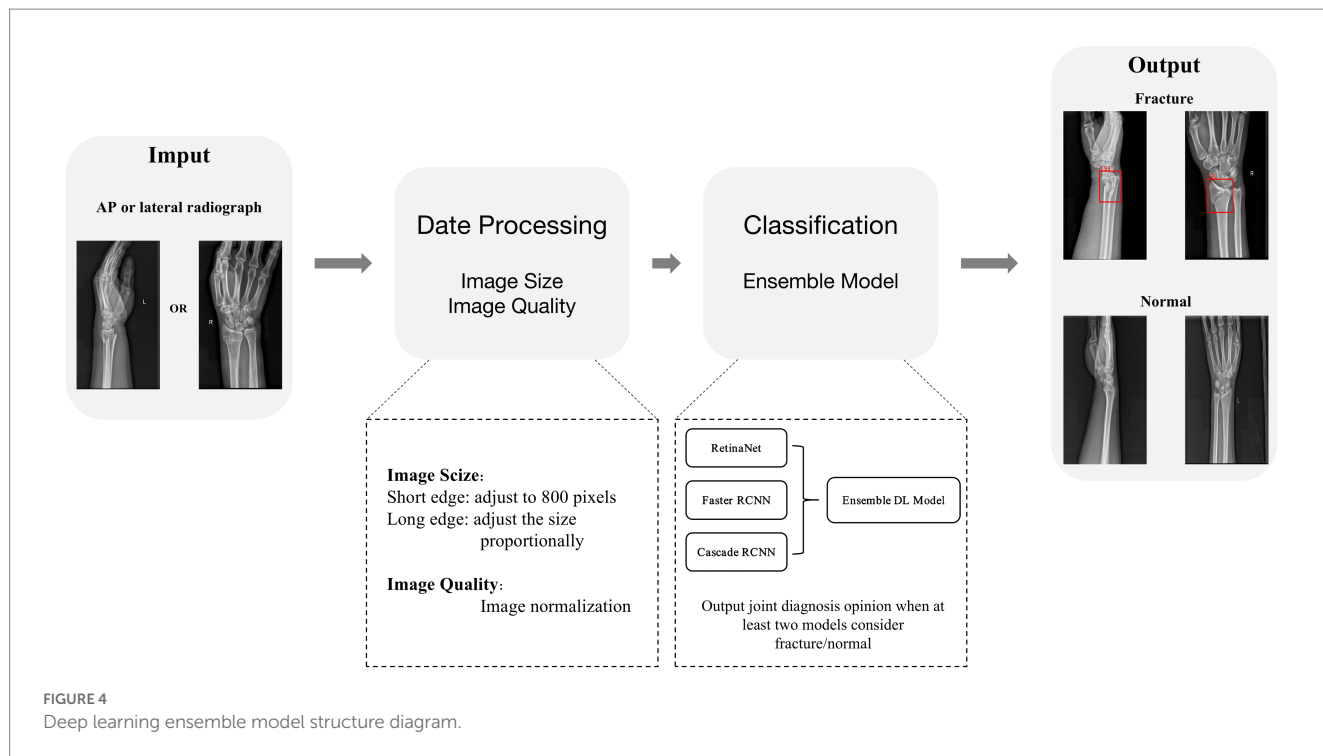 Imput
AP or lateral radiograph
L
OR
R
Date Processing
Image Size
Image Quality
Classification
Ensemble Model
Output
Fracture
R
Normal
L
Image Scize:
Short edge: adjust to 800 pixels
Long edge: adjust the size
proportionally
Image Quality:
Image normalization
RetinaNet
Faster RCNN
Cascade RCNN
Ensemble DL Model
Output joint diagnosis opinion when at
least two models consider
fracture/normal
FIGURE 4
Deep learning ensemble model structure diagram.